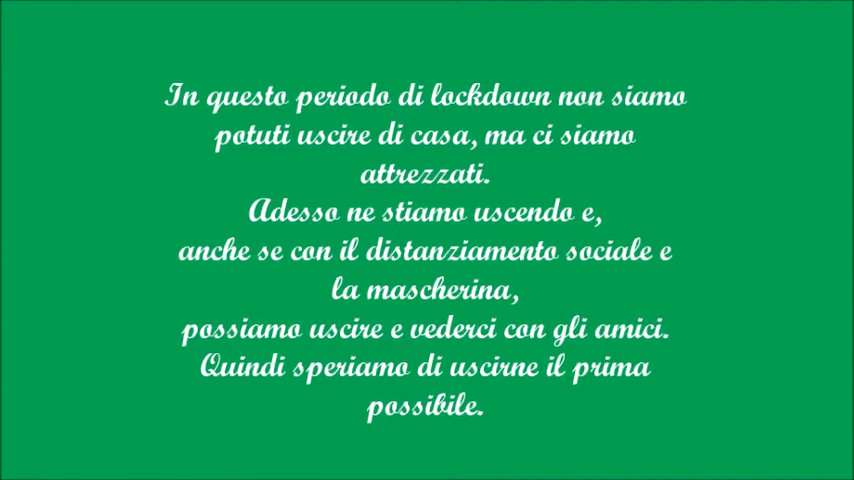 In questo periodo di lockdown non siamo
potuti uscire di casa, ma ci siamo
attrezzati.
Adesso ne stiamo uscendo e,
anche se con il distanziamento sociale e
la mascherina,
possiamo uscire e vederci con gli amici.
Quindi speriamo di uscirne il prima
possibile.